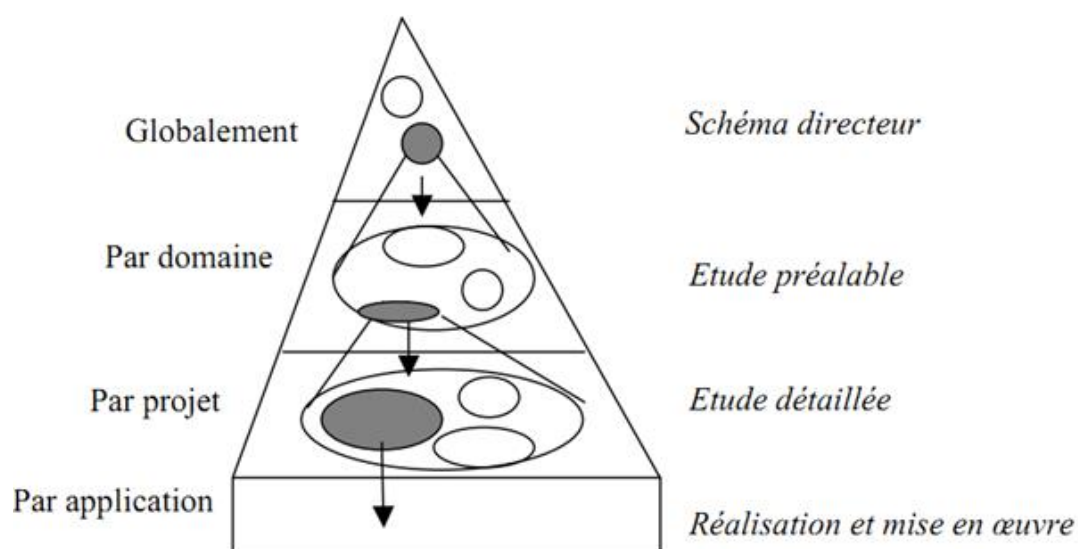 Globalement
Schéma directeur
Par domaine
Etude préalable
Par projet
Etude détaillée
Par application
Réalisation et mise en œuvre